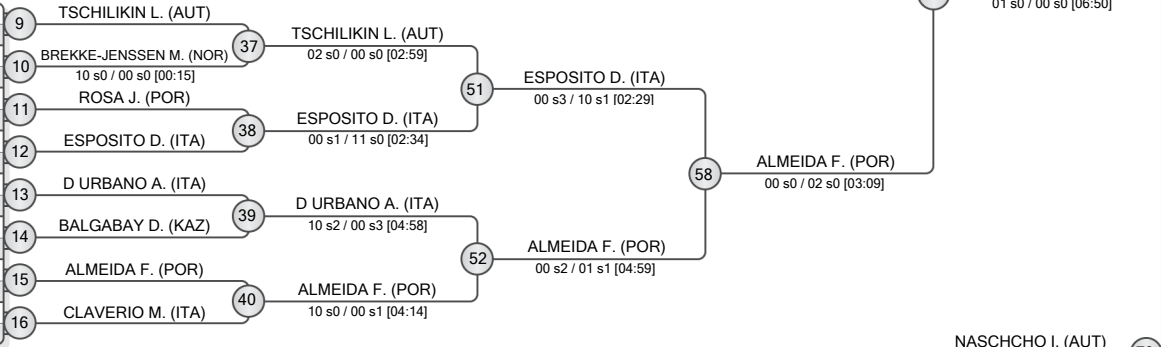 01 s0 / 00 s0 [06:50]
9
TSCHILIKIN L. (AUT)
37
TSCHILIKIN L. (AUT)
02 s0 / 00 s0 [02:59]
10
BREKKE-JENSSEN M. (NOR)
10 s0 / 00 s0 [00:15]
51
ESPOSITO D. (ITA)
00 s3 / 10 s1 [02:29]
11
ROSA J. (POR)
38
ESPOSITO D. (ITA)
00 s1 / 11 s0 [02:34]
12
ESPOSITO D. (ITA)
58
ALMEIDA F. (POR)
00 s0 / 02 s0 [03:09]
13
D URBANO A. (ITA)
39
D URBANO A. (ITA)
10 s2 / 00 s3 [04:58]
14
BALGABAY D. (KAZ)
52
ALMEIDA F. (POR)
00 s2 / 01 s1 [04:59]
15
ALMEIDA F. (POR)
40
ALMEIDA F. (POR)
10 s0 / 00 s1 [04:14]
16
CLAVERIO M. (ITA)
NASCHCHO I. (AUT)